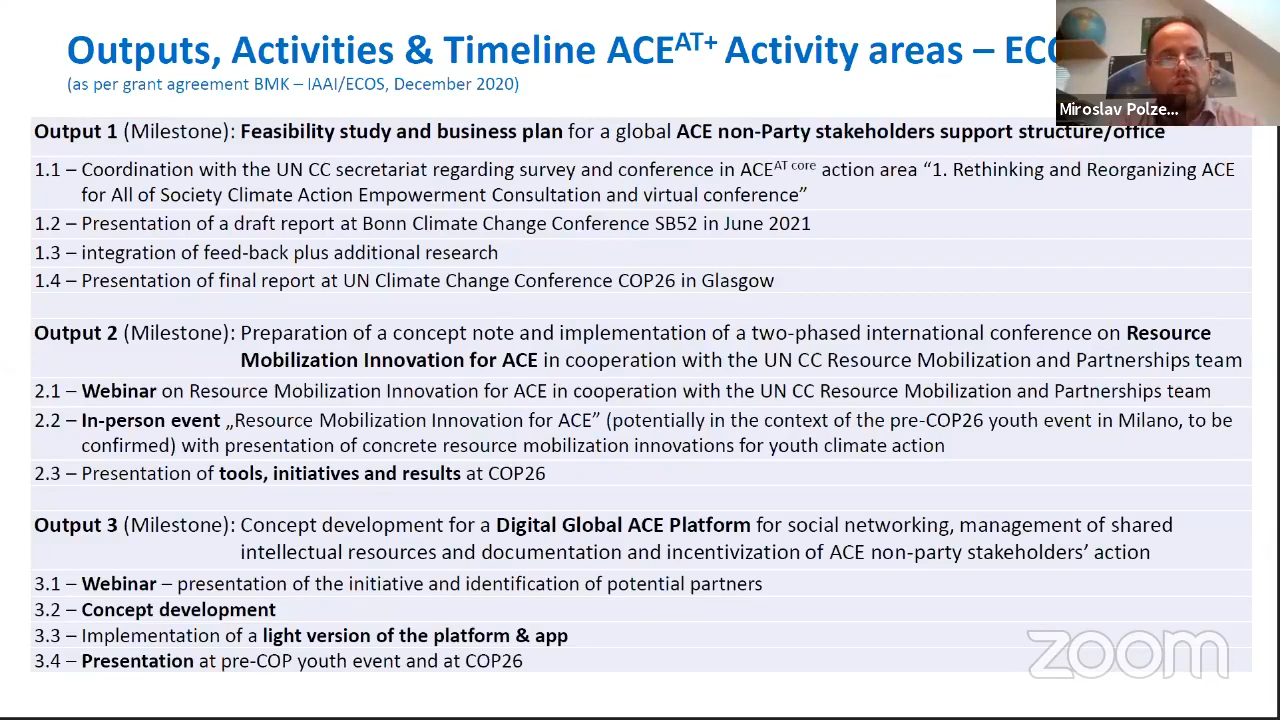 Outputs, Activities & Timeline ACEAT+ Activity areas – ECO
(as per grant agreement BMK – IAAI/ECOS, December 2020)
Miroslav Polze...
Output 1 (Milestone): Feasibility study and business plan for a global ACE non-Party stakeholders support structure/office
1.1 – Coordination with the UN CC secretariat regarding survey and conference in ACEAT core action area “1. Rethinking and Reorganizing ACE
for All of Society Climate Action Empowerment Consultation and virtual conference”
1.2 – Presentation of a draft report at Bonn Climate Change Conference SB52 in June 2021
1.3 – integration of feed-back plus additional research
1.4 – Presentation of final report at UN Climate Change Conference COP26 in Glasgow
Output 2 (Milestone): Preparation of a concept note and implementation of a two-phased international conference on Resource
Mobilization Innovation for ACE in cooperation with the UN CC Resource Mobilization and Partnerships team
2.1 – Webinar on Resource Mobilization Innovation for ACE in cooperation with the UN CC Resource Mobilization and Partnerships team
2.2 – In-person event „Resource Mobilization Innovation for ACE” (potentially in the context of the pre-COP26 youth event in Milano, to be
confirmed) with presentation of concrete resource mobilization innovations for youth climate action
2.3 – Presentation of tools, initiatives and results at COP26
Output 3 (Milestone): Concept development for a Digital Global ACE Platform for social networking, management of shared
intellectual resources and documentation and incentivization of ACE non-party stakeholders’ action
3.1 – Webinar – presentation of the initiative and identification of potential partners
3.2 – Concept development
3.3 – Implementation of a light version of the platform & app
3.4 – Presentation at pre-COP youth event and at COP26
zoom